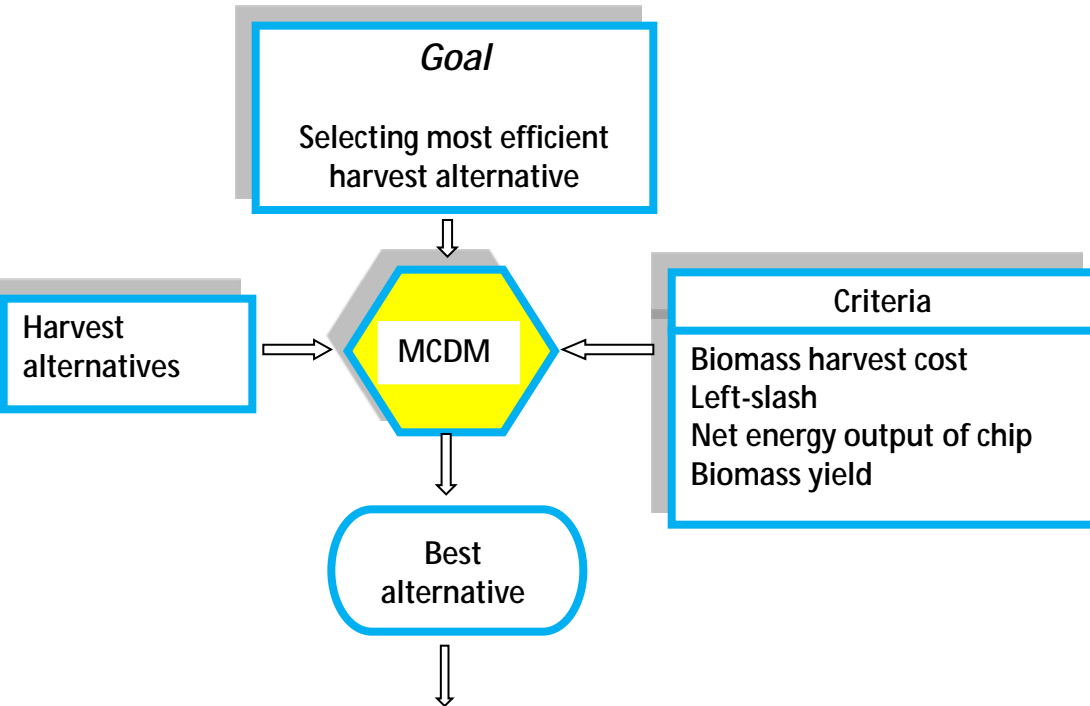 Goal
Selecting most efficient
harvest alternative
Harvest
alternatives
MCDM
Criteria
Biomass harvest cost
Left-slash
Net energy output of chip
Biomass yield
Best
alternative